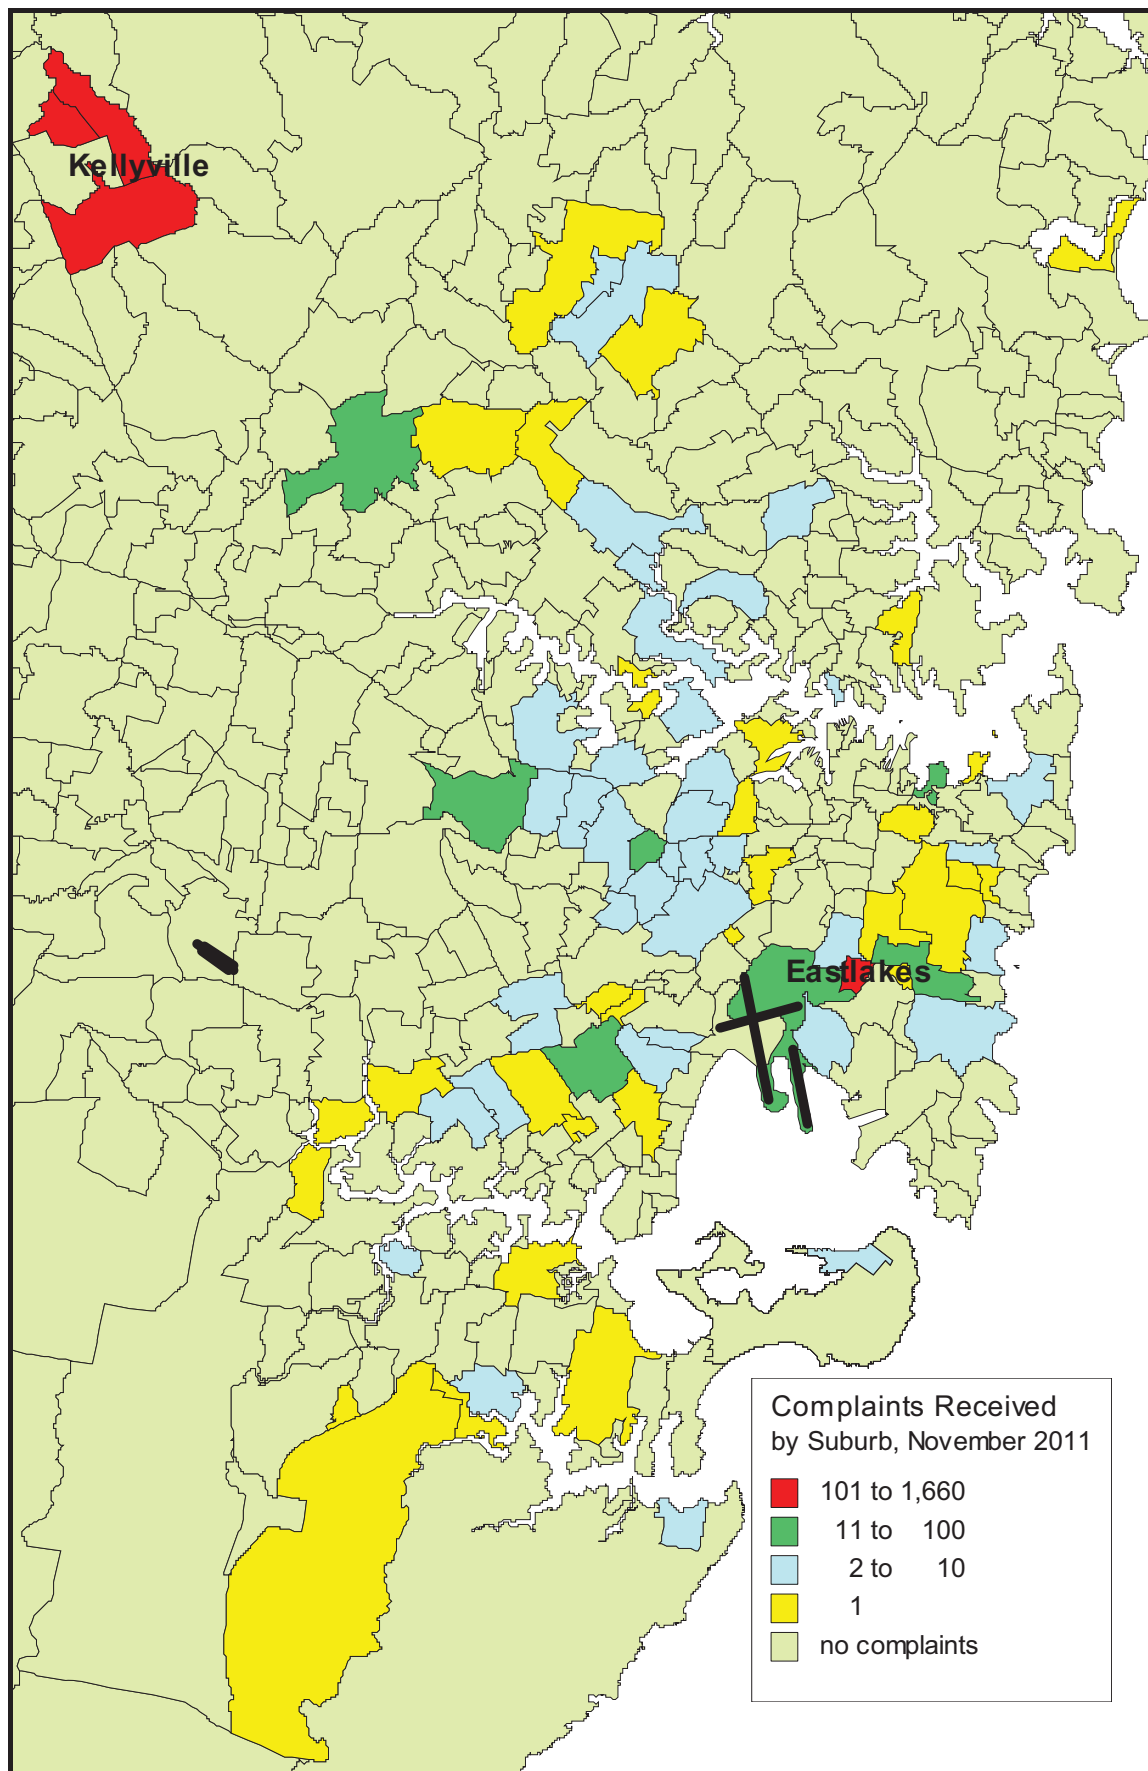 Kellyville
Eastlakes
Complaints Received
by Suburb, November 2011
101 to 1,660
11 to 100
2 to 10
1
no complaints